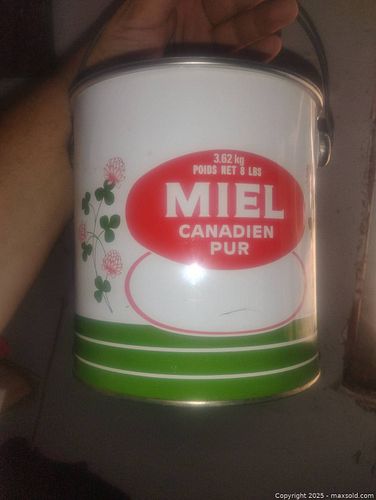 3.62 kg
POIDS NET 8 LBS
MIEL
CANADIEN
PUR
Copyright 2025 - maxsold.com